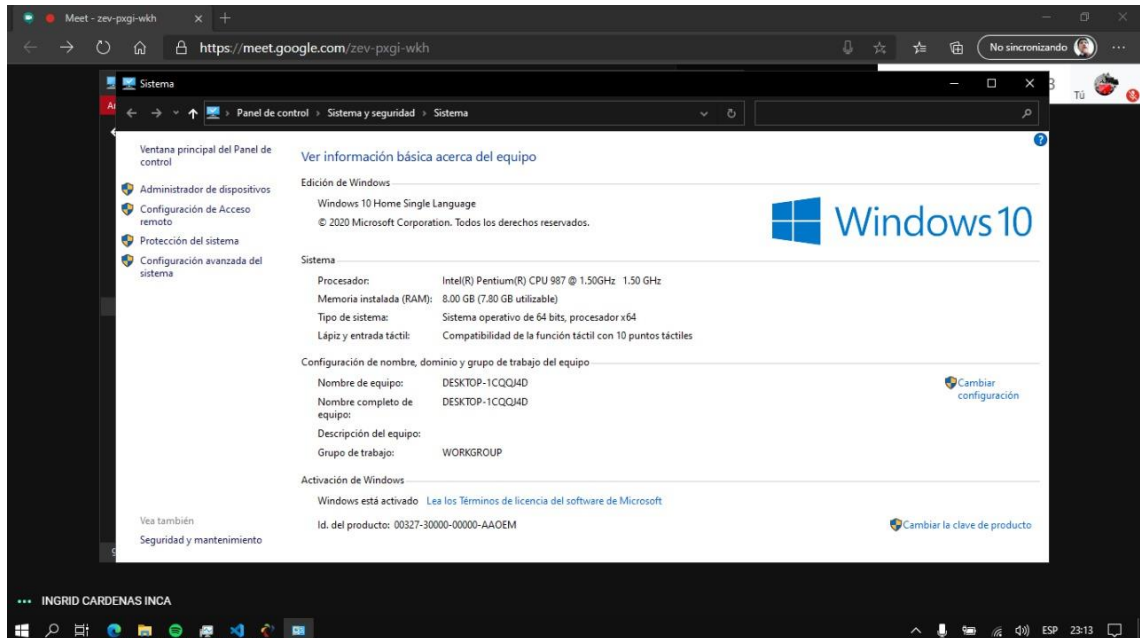 Meet - zev-pxgi-wkh
https://meet.google.com/zev-pxgi-wkh
No sincronizando
Sistema
Tú
Panel de control › Sistema y seguridad › Sistema
Ventana principal del Panel de
control
Administrador de dispositivos
Configuración de Acceso
remoto
Protección del sistema
Configuración avanzada del
sistema
Vea también
Seguridad y mantenimiento
Ver información básica acerca del equipo
Edición de Windows
Windows 10 Home Single Language
© 2020 Microsoft Corporation. Todos los derechos reservados.
Windows 10
Sistema
Procesador: Intel(R) Pentium(R) CPU 987 @ 1.50GHz 1.50 GHz
Memoria instalada (RAM): 8.00 GB (7.80 GB utilizable)
Tipo de sistema: Sistema operativo de 64 bits, procesador x64
Lápiz y entrada táctil: Compatibilidad de la función táctil con 10 puntos táctiles
Configuración de nombre, dominio y grupo de trabajo del equipo
Nombre de equipo: DESKTOP-1CQQJ4D
Cambiar
configuración
Nombre completo de DESKTOP-1CQQJ4D
equipo:
Descripción del equipo:
Grupo de trabajo: WORKGROUP
Activación de Windows
Windows está activado Lea los Términos de licencia del software de Microsoft
Id. del producto: 00327-30000-00000-AAOEM
Cambiar la clave de producto
INGRID CARDENAS INCA
ESP 23:13